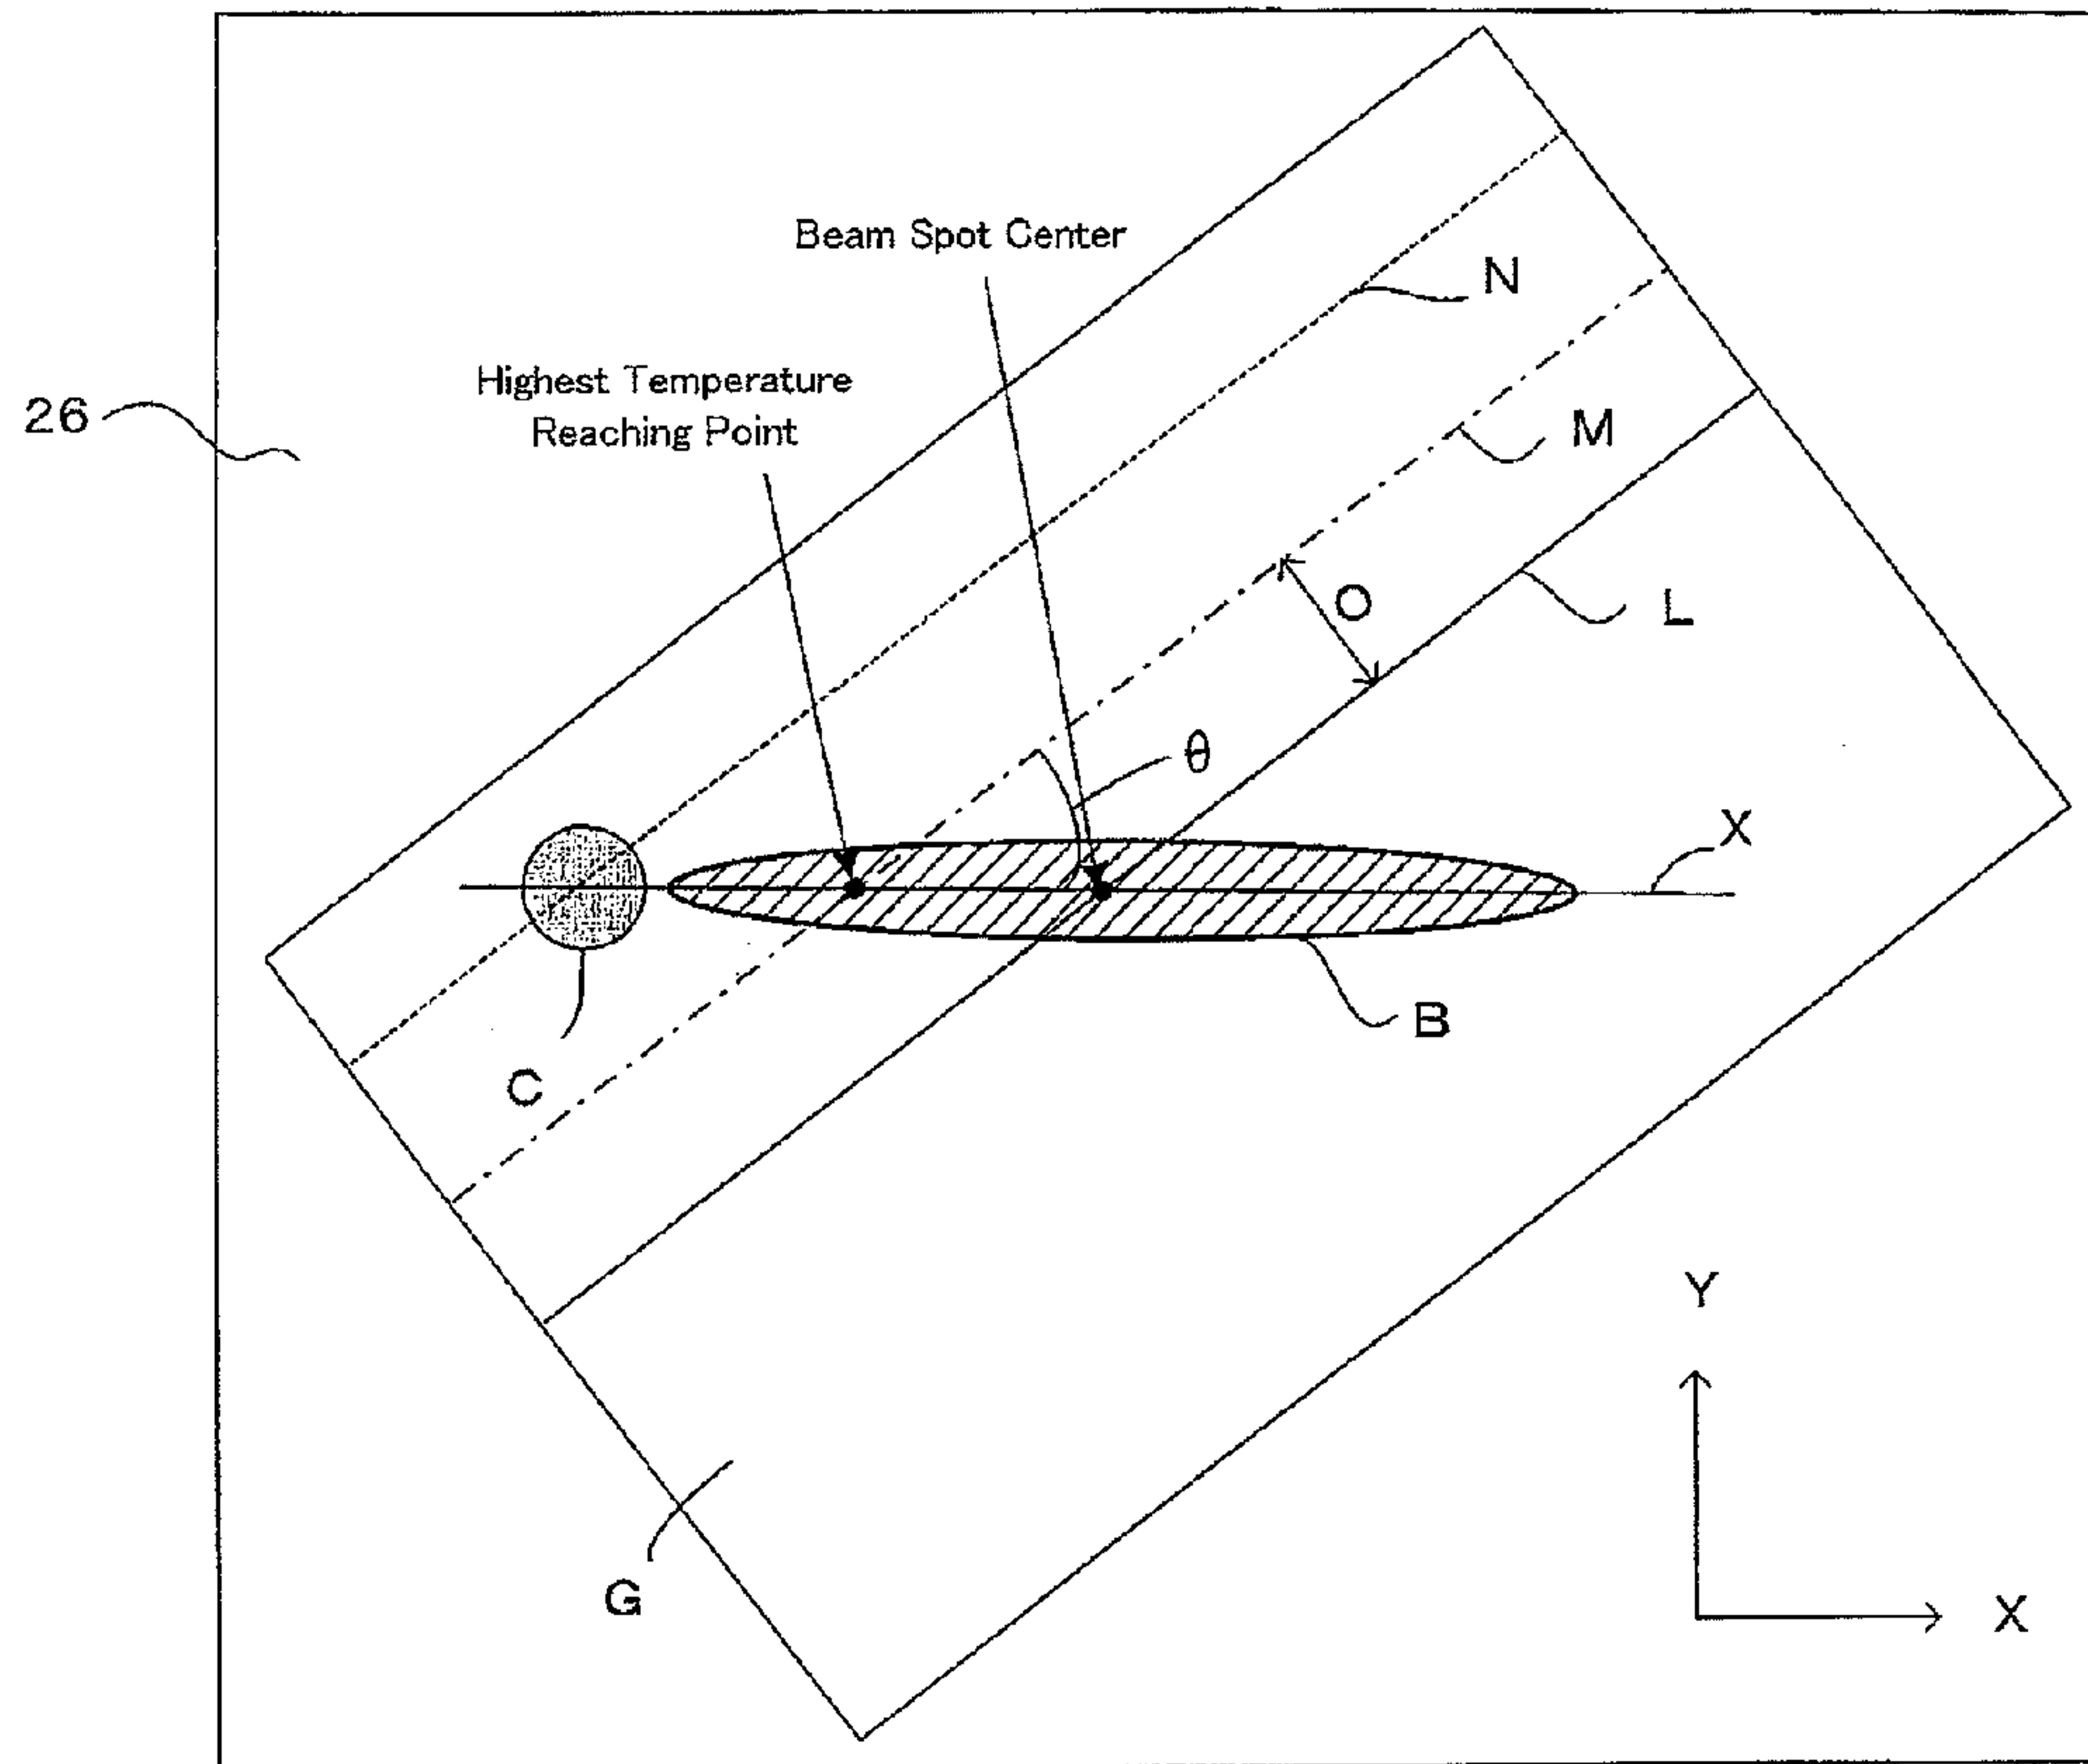 Beam Spot Center
N
Highest Temperature
Reaching Point
26
M
O
L
θ
X
B
C
Y
G
X